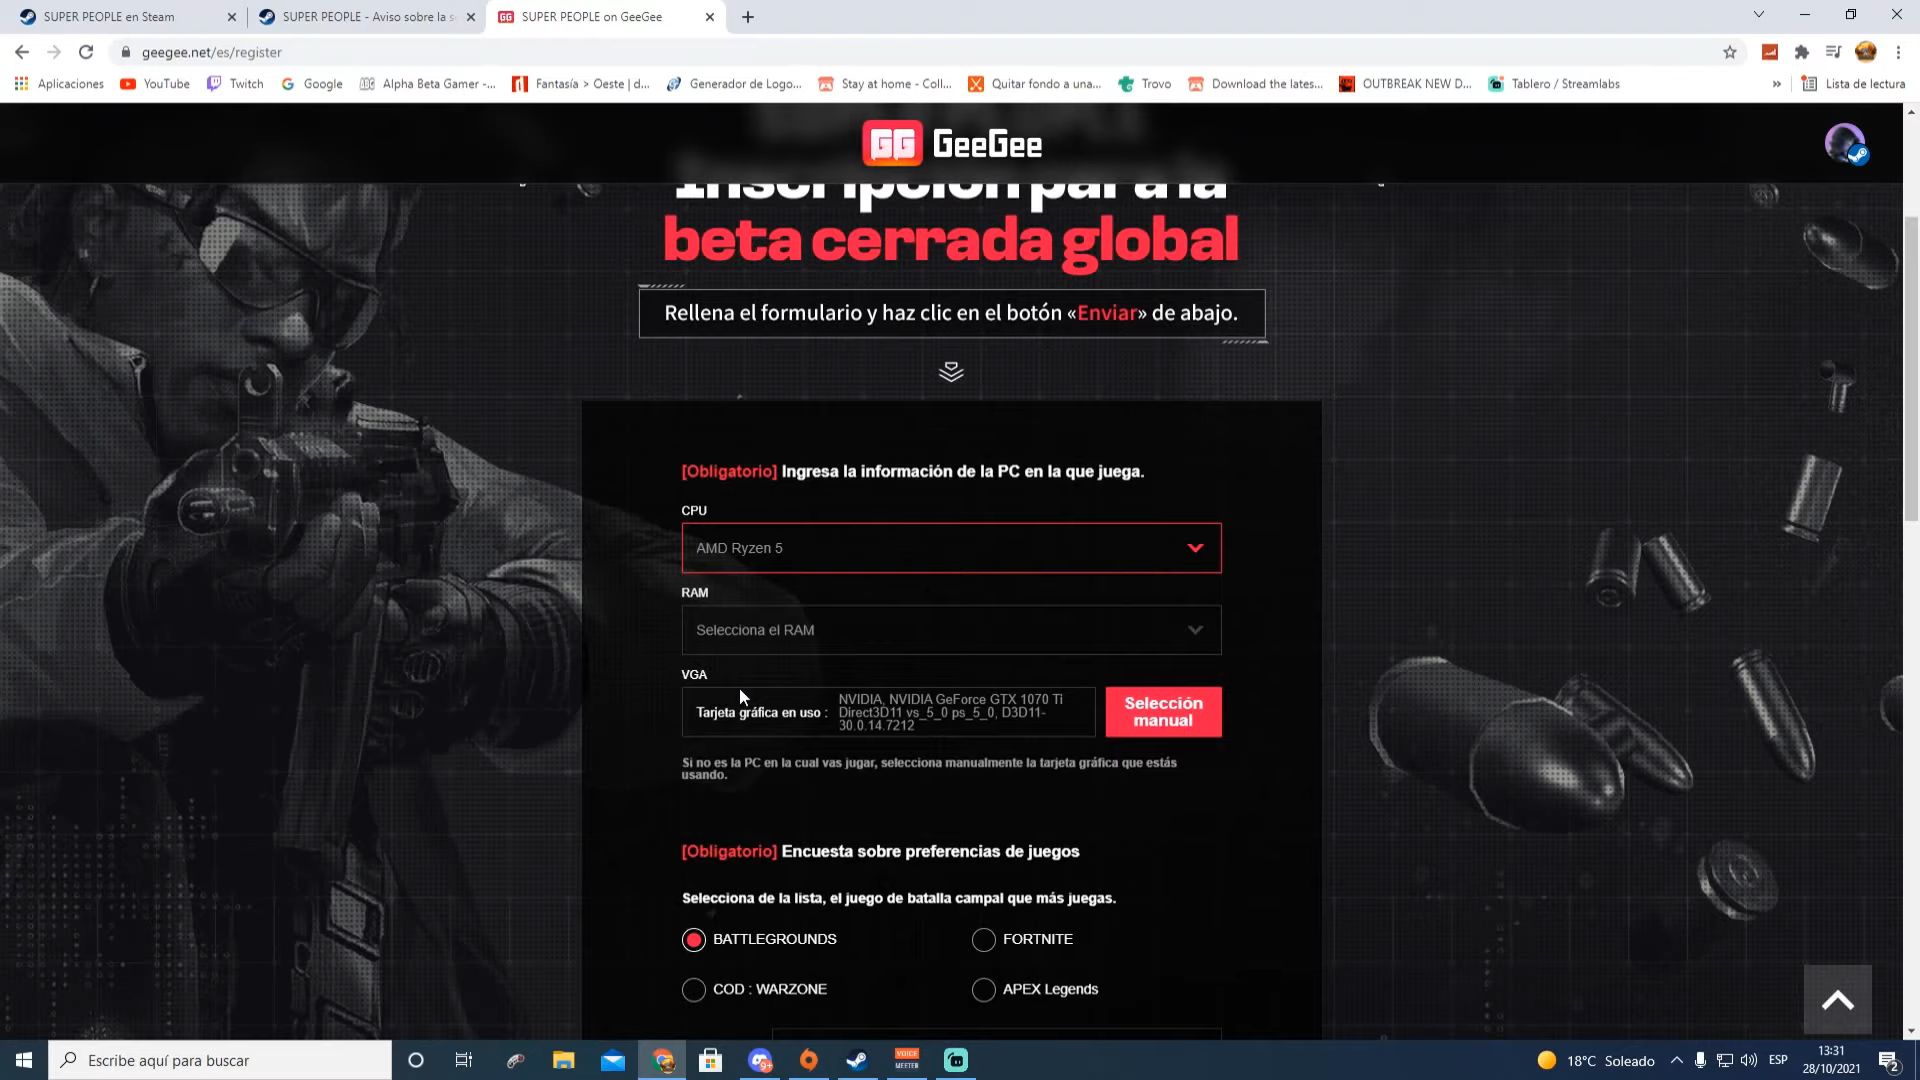 SUPER PEOPLE en Steam
SUPER PEOPLE - Aviso sobre la s
SUPER PEOPLE on GeeGee
geegee.net/es/register
Aplicaciones
YouTube
Twitch
Google
Alpha Beta Gamer -...
Fantasía > Oeste | d...
Generador de Logo...
Stay at home - Coll...
Quitar fondo a una...
Trovo
Download the lates...
OUTBREAK NEW D...
Tablero / Streamlabs
»
Lista de lectura
GG GeeGee
Inscripción para la
beta cerrada global
Rellena el formulario y haz clic en el botón «Enviar» de abajo.
[Obligatorio] Ingresa la información de la PC en la que juega.
CPU
AMD Ryzen 5
RAM
Selecciona el RAM
VGA
Tarjeta gráfica en uso :
NVIDIA, NVIDIA GeForce GTX 1070 Ti
Direct3D11 vs_5_0 ps_5_0, D3D11-
30.0.14.7212
Selección
manual
Si no es la PC en la cual vas jugar, selecciona manualmente la tarjeta gráfica que estás
usando.
[Obligatorio] Encuesta sobre preferencias de juegos
Selecciona de la lista, el juego de batalla campal que más juegas.
BATTLEGROUNDS
FORTNITE
COD : WARZONE
APEX Legends
Escribe aquí para buscar
9+
VOICE
MEETER
18°C Soleado
ESP
13:31
28/10/2021
2